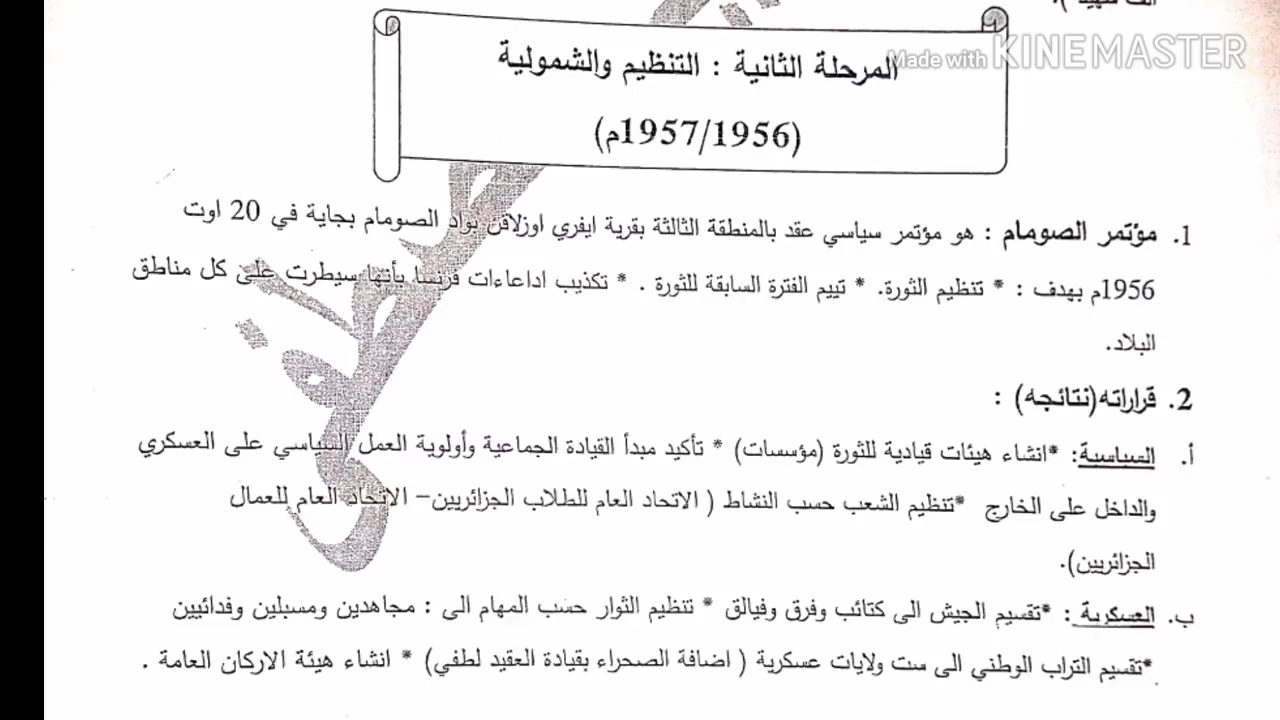 الف شهيد ).
Made with KINEMASTER
المرحلة الثانية : التنظيم والشمولية
(1957/1956م)
1. مؤتمر الصومام : هو مؤتمر سياسي عقد بالمنطقة الثالثة بقرية ايفري اوزلاقن بواد الصومام بجاية في 20 اوت
1956م بهدف : * تنظيم الثورة. * تييم الفترة السابقة للثورة . * تكذيب اداعاءات فرنسا بأنها سيطرت على كل مناطق
البلاد.
2. قراراته(نتائجه) :
أ. السياسية: *انشاء هيئات قيادية للثورة (مؤسسات) * تأكيد مبدأ القيادة الجماعية وأولوية العمل السياسي على العسكري
والداخل على الخارج *تنظيم الشعب حسب النشاط ( الاتحاد العام للطلاب الجزائريين– الاتحاد العام للعمال
الجزائريين).
ب. العسكرية : *تقسيم الجيش الى كتائب وفرق وفيالق * تنظيم الثوار حسب المهام الى : مجاهدين ومسبلين وفدائيين
*تقسيم التراب الوطني الى ست ولايات عسكرية ( اضافة الصحراء بقيادة العقيد لطفي) * انشاء هيئة الاركان العامة .